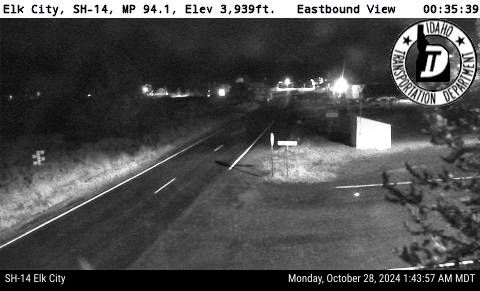 Elk City, SH-14, MP 94.1, Elev 3,939ft. Eastbound View 00:35:39
IDAHO
TRANSPORTATION DEPARTMENT
SH-14 Elk City Monday, October 28, 2024 1:43:57 AM MDT